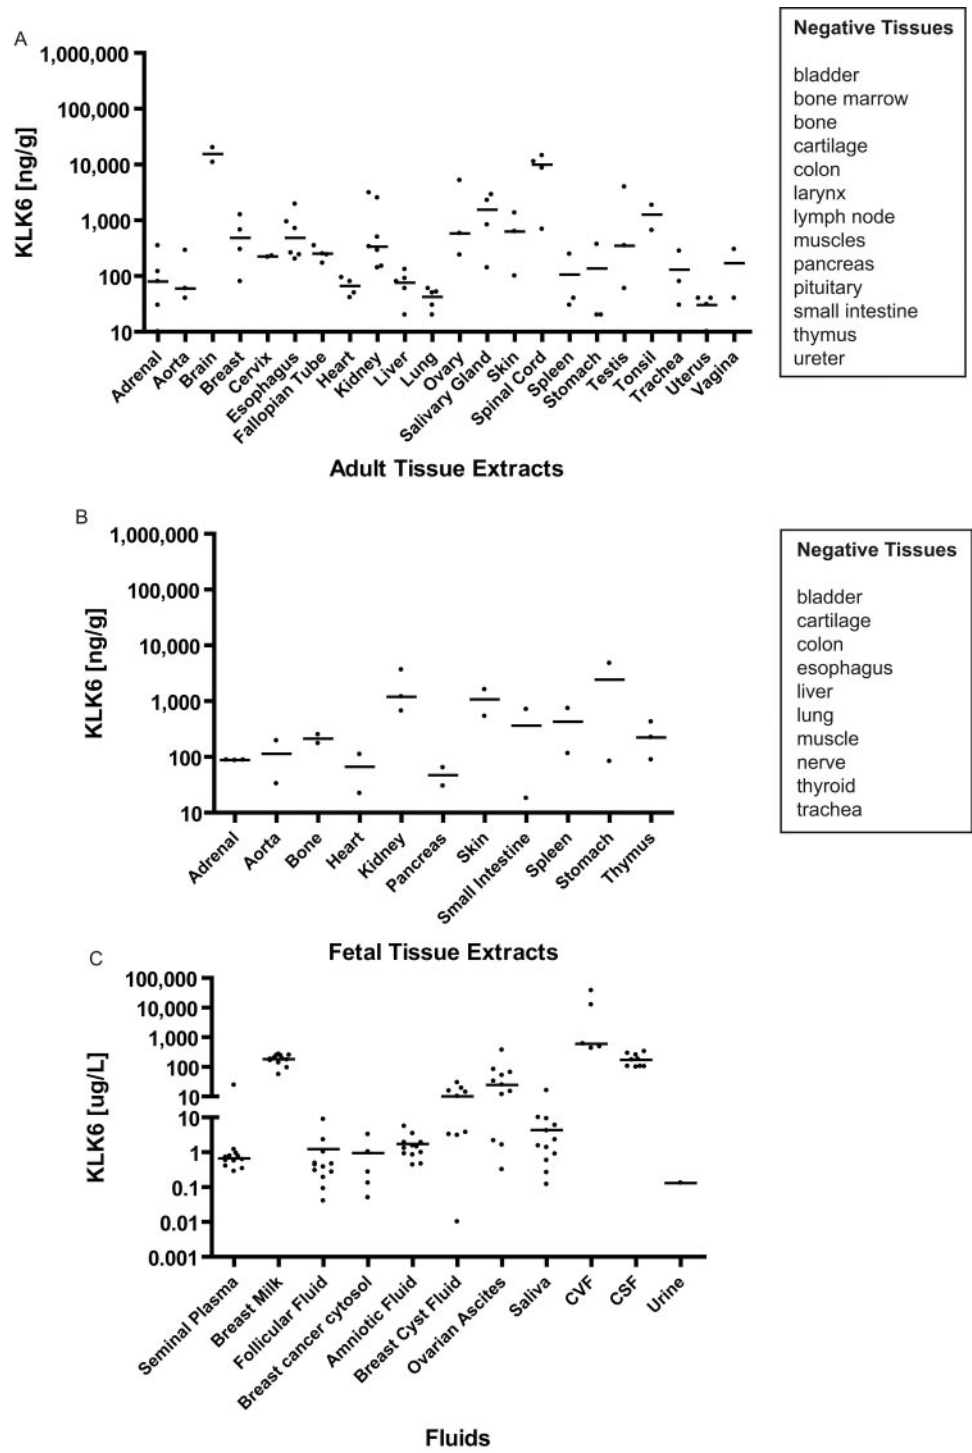 A
KLK6 [ng/g]
1,000,000
100,000
10,000
1,000
100
10
Adrenal
Aorta
Brain
Breast
Cervix
Esophagus
Fallopian Tube
Heart
Kidney
Liver
Lung
Ovary
Salivary Gland
Skin
Spinal Cord
Spleen
Stomach
Testis
Tonsil
Trachea
Uterus
Vagina
Adult Tissue Extracts
Negative Tissues
bladder
bone marrow
bone
cartilage
colon
larynx
lymph node
muscles
pancreas
pituitary
small intestine
thymus
ureter
B
KLK6 [ng/g]
1,000,000
100,000
10,000
1,000
100
10
Adrenal
Aorta
Bone
Heart
Kidney
Pancreas
Skin
Small Intestine
Spleen
Stomach
Thymus
Fetal Tissue Extracts
Negative Tissues
bladder
cartilage
colon
esophagus
liver
lung
muscle
nerve
thyroid
trachea
C
KLK6 [ug/L]
100,000
10,000
1,000
100
10
10
1
0.1
0.01
0.001
Seminal Plasma
Breast Milk
Follicular Fluid
Breast cancer cytosol
Amniotic Fluid
Breast Cyst Fluid
Ovarian Ascites
Saliva
CVF
CSF
Urine
Fluids